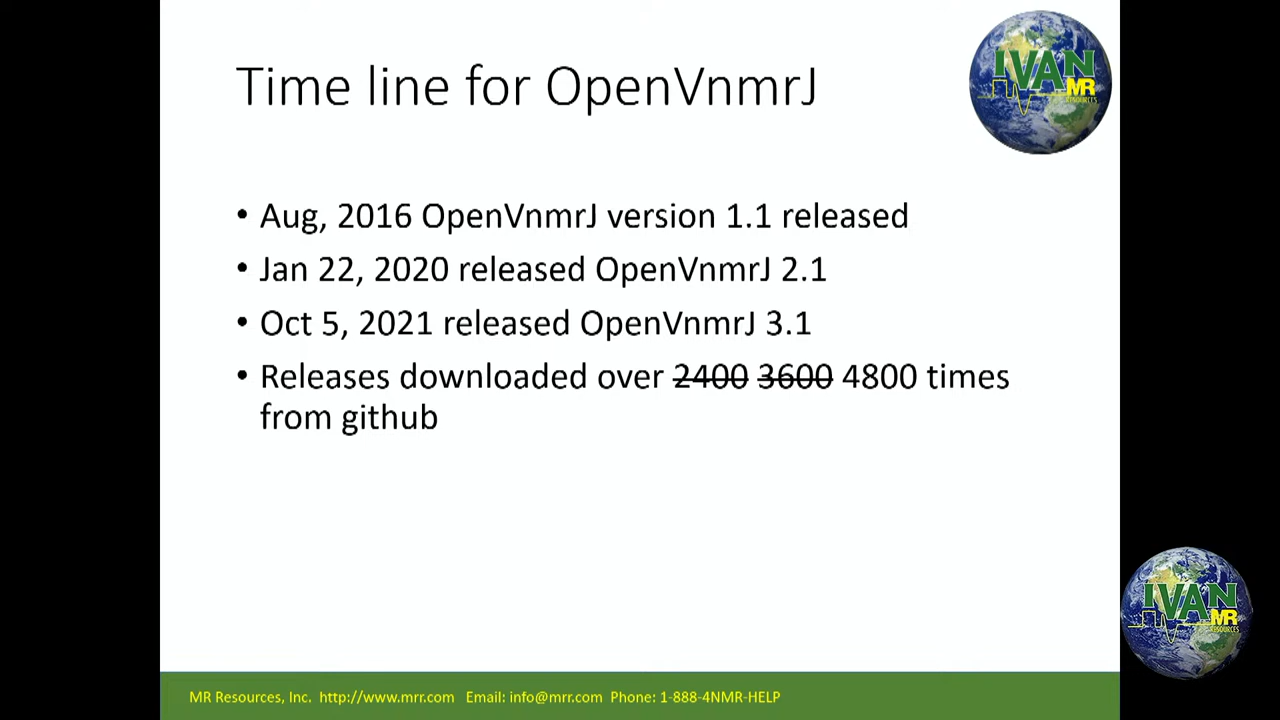 Time line for OpenVnmrJ
IVAN
MR
RESOURCES
• Aug, 2016 OpenVnmrJ version 1.1 released
• Jan 22, 2020 released OpenVnmrJ 2.1
• Oct 5, 2021 released OpenVnmrJ 3.1
• Releases downloaded over 2400 3600 4800 times
from github
IVAN
MR
RESOURCES
MR Resources, Inc. http://www.mrr.com Email: info@mrr.com Phone: 1-888-4NMR-HELP